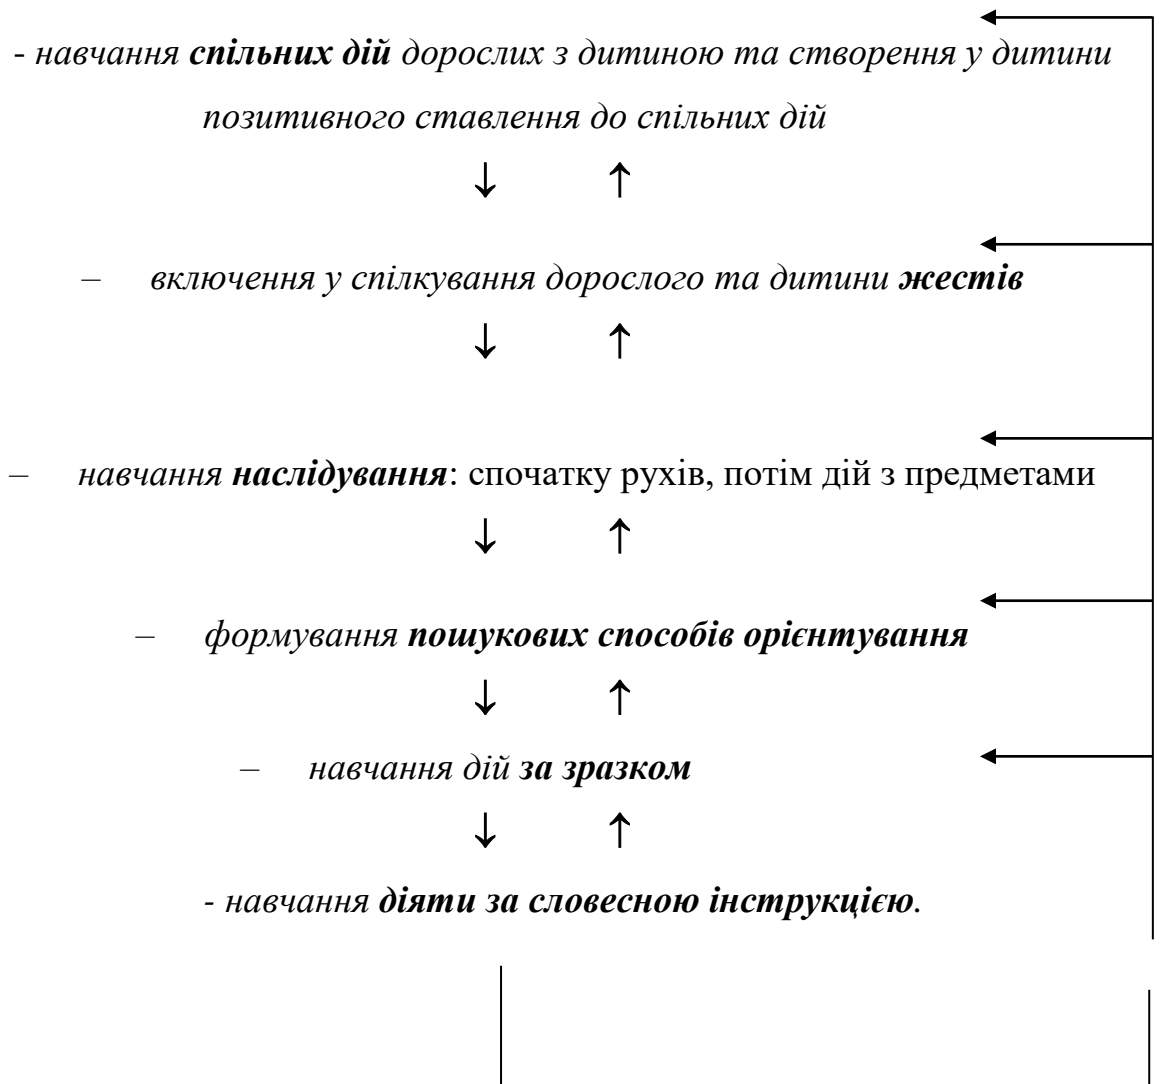 - навчання спільних дій дорослих з дитиною та створення у дитини
позитивного ставлення до спільних дій
↓ ↑
– включення у спілкування дорослого та дитини жестів
↓ ↑
– навчання наслідування: спочатку рухів, потім дій з предметами
↓ ↑
– формування пошукових способів орієнтування
↓ ↑
– навчання дій за зразком
↓ ↑
- навчання діяти за словесною інструкцією.